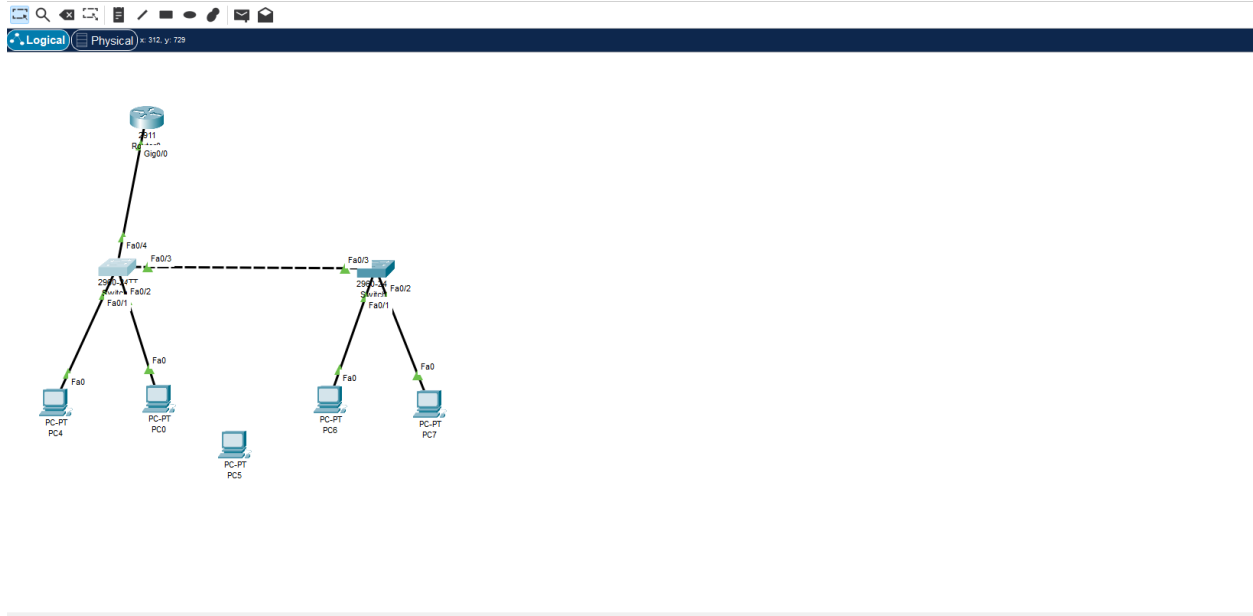 Logical
Physical
x: 312, y: 729
2911
Gig0/0
Fa0/4
Fa0/3
Fa0/3
Fa0/2
Fa0/1
Fa0/2
Switch
Fa0/1
Fa0
Fa0
Fa0
Fa0
PC-PT
PC4
PC-PT
PC0
PC-PT
PC6
PC-PT
PC7
PC-PT
PC5